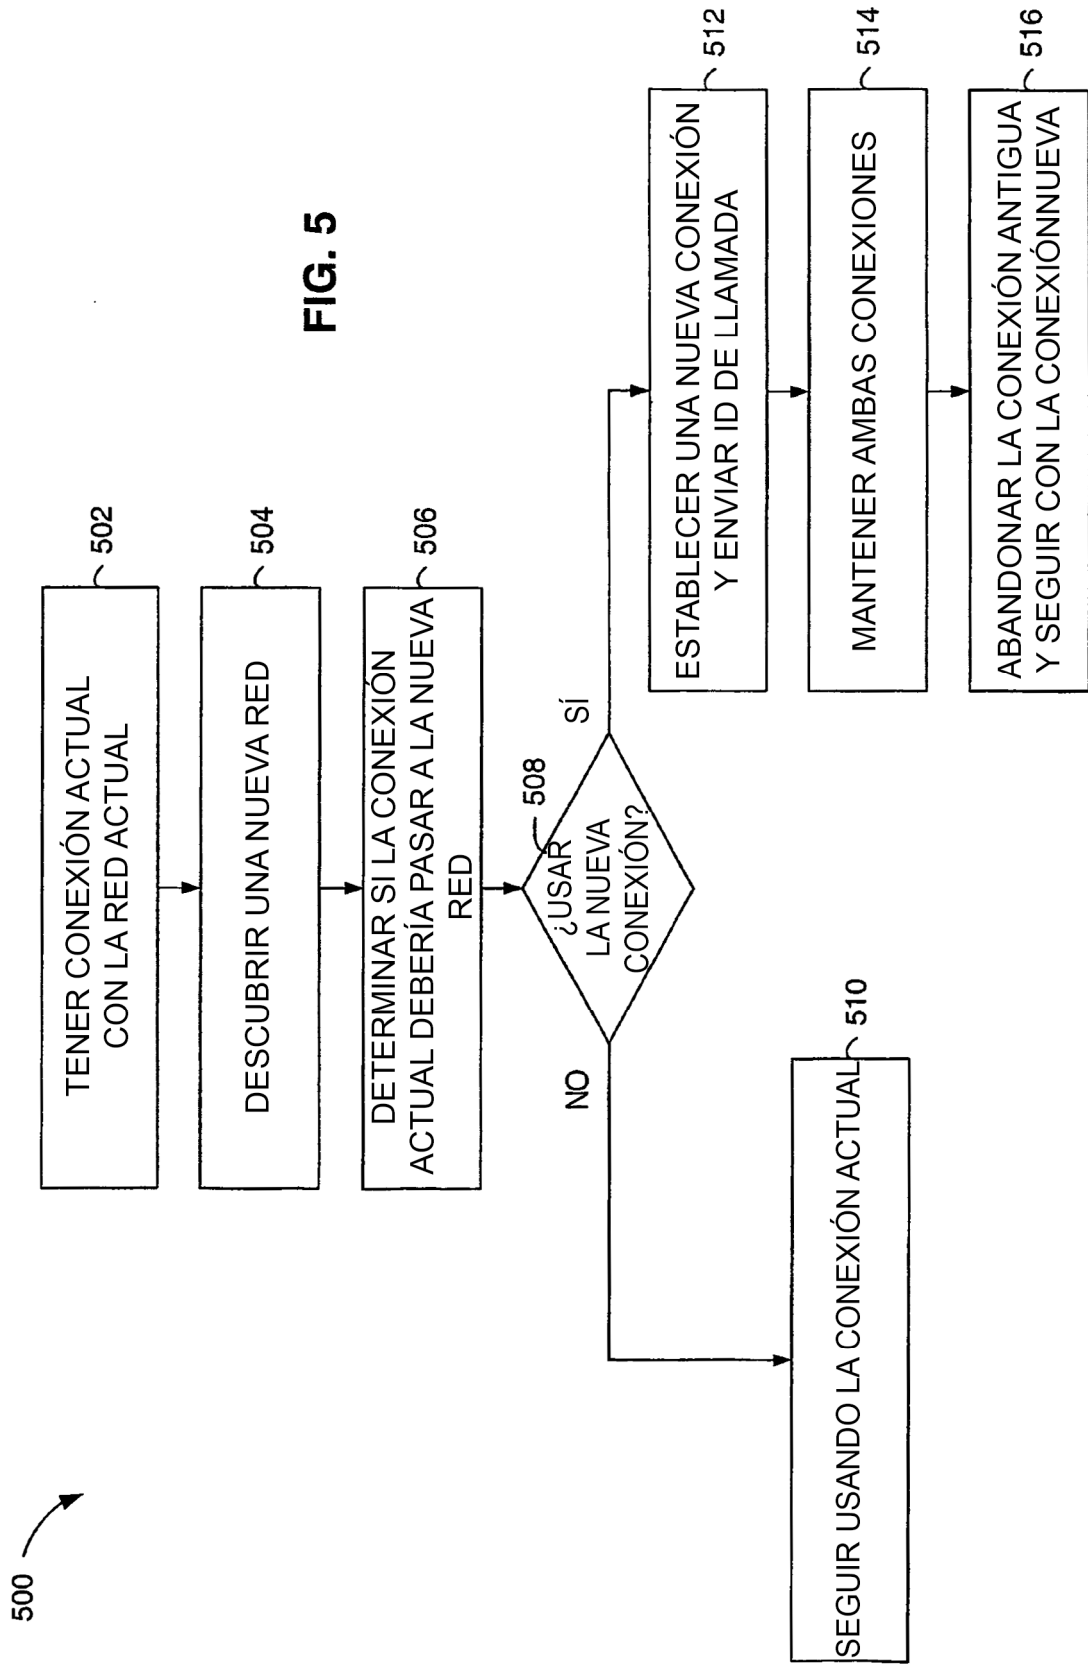 500
FIG. 5
TENER CONEXIÓN ACTUAL
CON LA RED ACTUAL
502
DESCUBRIR UNA NUEVA RED
504
DETERMINAR SI LA CONEXIÓN
ACTUAL DEBERÍA PASAR A LA NUEVA
RED
506
508
¿USAR
LA NUEVA
CONEXIÓN?
NO
SÍ
SEGUIR USANDO LA CONEXIÓN ACTUAL
510
ESTABLECER UNA NUEVA CONEXIÓN
Y ENVIAR ID DE LLAMADA
512
MANTENER AMBAS CONEXIONES
514
ABANDONAR LA CONEXIÓN ANTIGUA
Y SEGUIR CON LA CONEXIÓNNUEVA
516